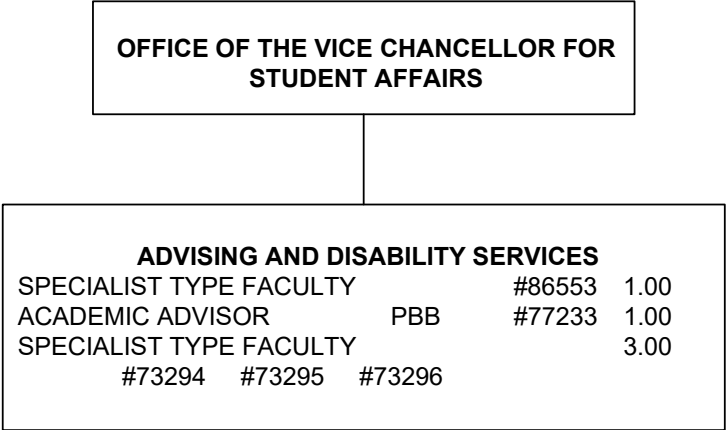 OFFICE OF THE VICE CHANCELLOR FOR
STUDENT AFFAIRS
ADVISING AND DISABILITY SERVICES
SPECIALIST TYPE FACULTY #86553 1.00
ACADEMIC ADVISOR PBB #77233 1.00
SPECIALIST TYPE FACULTY 3.00
#73294 #73295 #73296